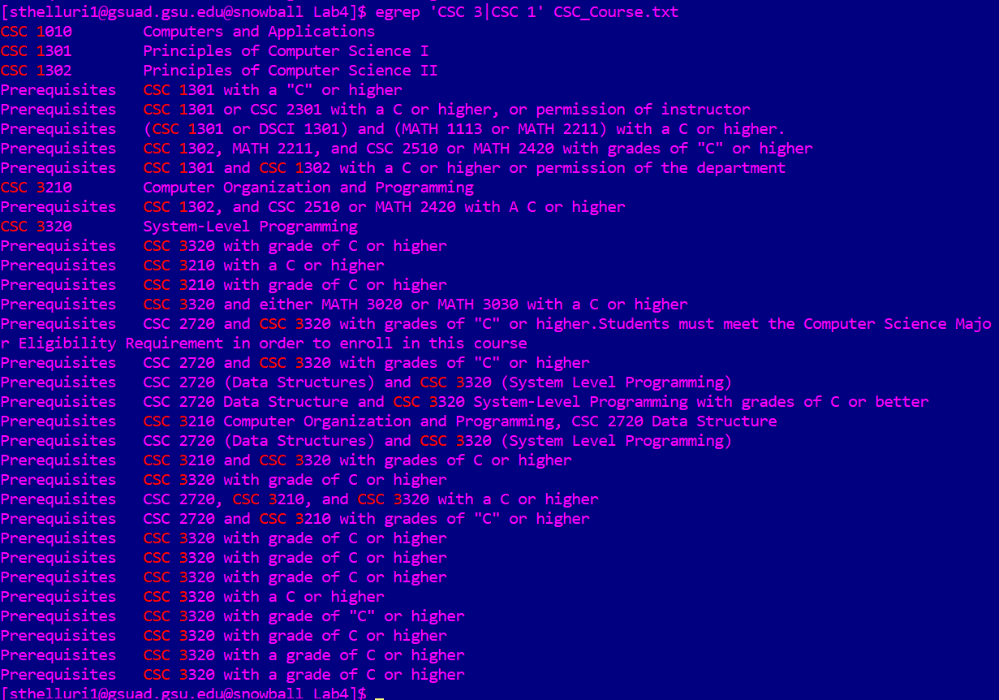 [sthelluri1@gsuad.gsu.edu@snowball Lab4]$ egrep 'CSC 3|CSC 1' CSC_Course.txt
CSC 1010        Computers and Applications
CSC 1301        Principles of Computer Science I
CSC 1302        Principles of Computer Science II
Prerequisites   CSC 1301 with a "C" or higher
Prerequisites   CSC 1301 or CSC 2301 with a C or higher, or permission of instructor
Prerequisites   (CSC 1301 or DSCI 1301) and (MATH 1113 or MATH 2211) with a C or higher.
Prerequisites   CSC 1302, MATH 2211, and CSC 2510 or MATH 2420 with grades of "C" or higher
Prerequisites   CSC 1301 and CSC 1302 with a C or higher or permission of the department
CSC 3210        Computer Organization and Programming
Prerequisites   CSC 1302, and CSC 2510 or MATH 2420 with A C or higher
CSC 3320        System-Level Programming
Prerequisites   CSC 3320 with grade of C or higher
Prerequisites   CSC 3210 with a C or higher
Prerequisites   CSC 3210 with grade of C or higher
Prerequisites   CSC 3320 and either MATH 3020 or MATH 3030 with a C or higher
Prerequisites   CSC 2720 and CSC 3320 with grades of "C" or higher.Students must meet the Computer Science Majo
r Eligibility Requirement in order to enroll in this course
Prerequisites   CSC 2720 and CSC 3320 with grades of "C" or higher
Prerequisites   CSC 2720 (Data Structures) and CSC 3320 (System Level Programming)
Prerequisites   CSC 2720 Data Structure and CSC 3320 System-Level Programming with grades of C or better
Prerequisites   CSC 3210 Computer Organization and Programming, CSC 2720 Data Structure
Prerequisites   CSC 2720 (Data Structures) and CSC 3320 (System Level Programming)
Prerequisites   CSC 3210 and CSC 3320 with grades of C or higher
Prerequisites   CSC 3320 with grade of C or higher
Prerequisites   CSC 2720, CSC 3210, and CSC 3320 with a C or higher
Prerequisites   CSC 2720 and CSC 3210 with grades of "C" or higher
Prerequisites   CSC 3320 with grade of C or higher
Prerequisites   CSC 3320 with grade of C or higher
Prerequisites   CSC 3320 with grade of C or higher
Prerequisites   CSC 3320 with a C or higher
Prerequisites   CSC 3320 with grade of "C" or higher
Prerequisites   CSC 3320 with grade of C or higher
Prerequisites   CSC 3320 with a grade of C or higher
Prerequisites   CSC 3320 with a grade of C or higher
[sthelluri1@gsuad.gsu.edu@snowball Lab4]$